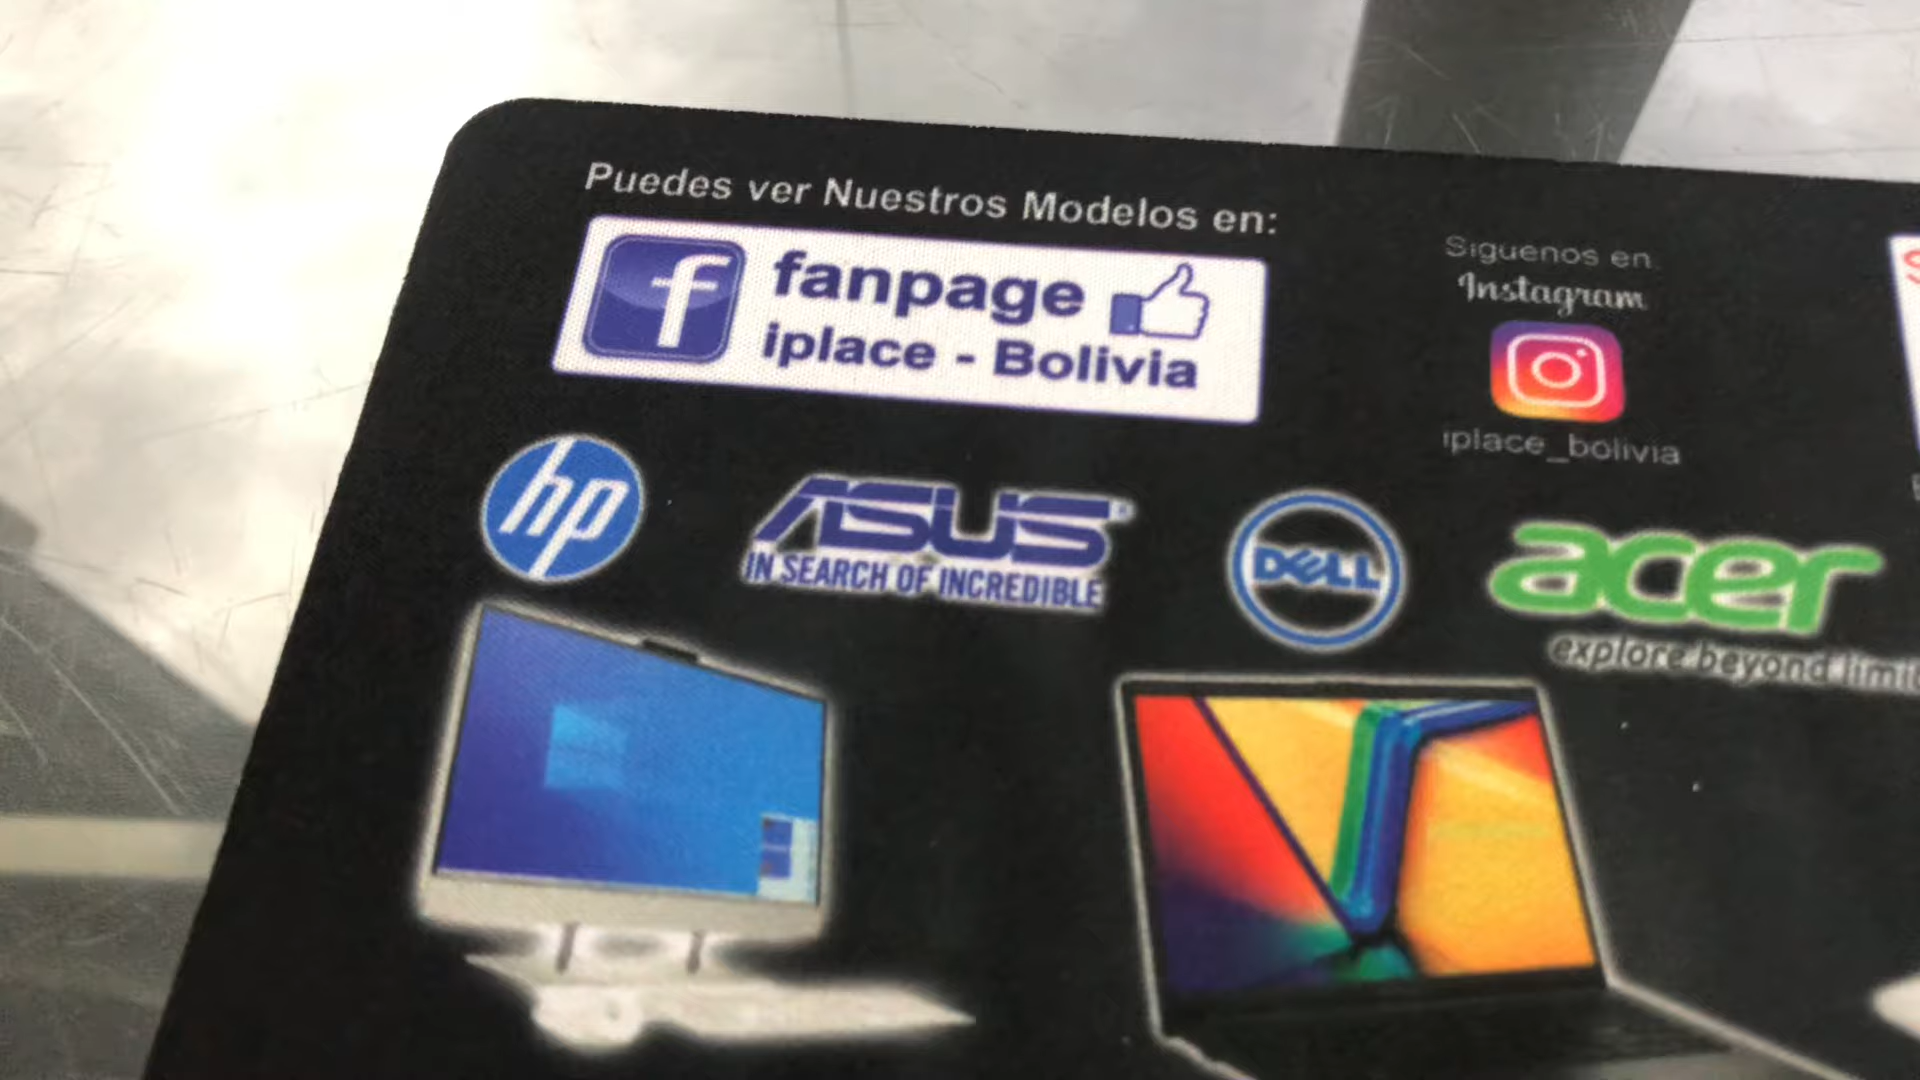 Puedes ver Nuestros Modelos en:
f
fanpage
iplace - Bolivia
Siguenos en
Instagram
iplace_bolivia
hp
ASUS
IN SEARCH OF INCREDIBLE
DELL
acer
explore beyond limit